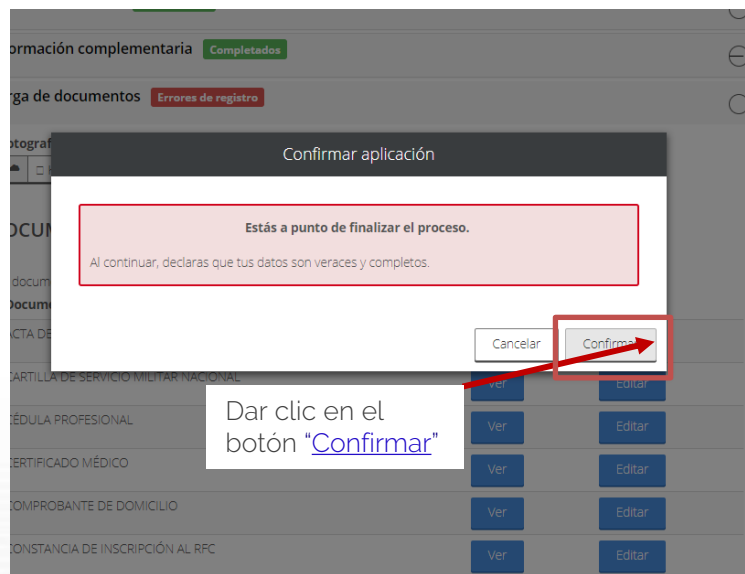 ormación complementaria Completados
rga de documentos Errores de registro
otograf
Confirmar aplicación
Estás a punto de finalizar el proceso.
Al continuar, declaras que tus datos son veraces y completos.
Cancelar Confirma
OCUM
docum
Docume
ACTA DE
CARTILLA DE SERVICIO MILITAR NACIONAL Ver Editar
Dar clic en el
botón “Confirmar”
CÉDULA PROFESIONAL Ver Editar
CERTIFICADO MÉDICO Ver Editar
COMPROBANTE DE DOMICILIO Ver Editar
CONSTANCIA DE INSCRIPCIÓN AL RFC Ver Editar